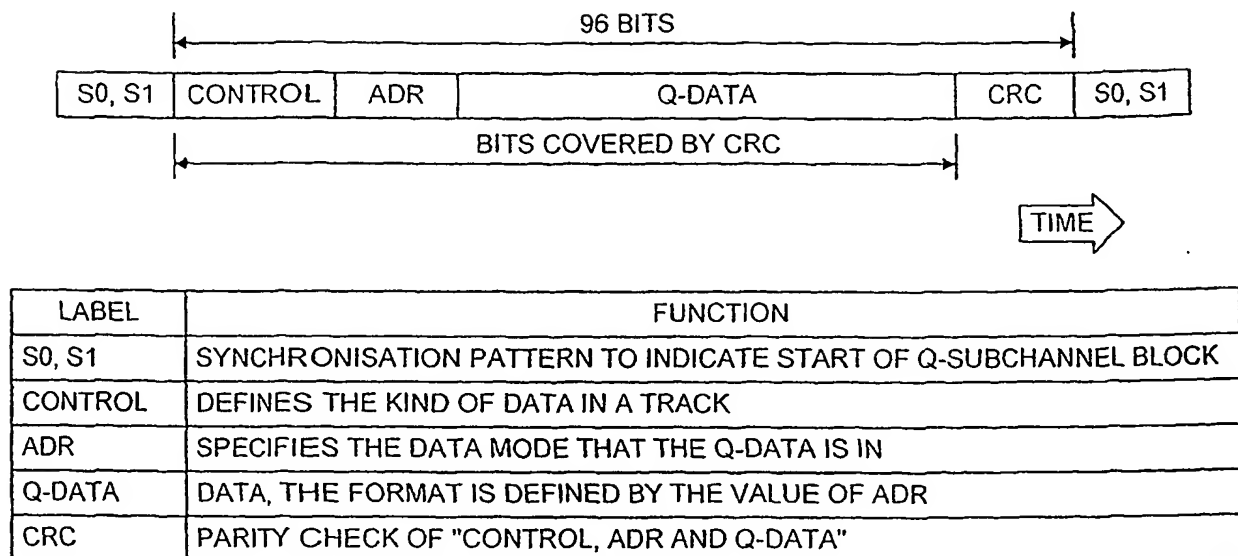 96 BITS
S0, S1 CONTROL ADR Q-DATA CRC S0, S1
BITS COVERED BY CRC
TIME
LABEL FUNCTION
S0, S1 SYNCHRONISATION PATTERN TO INDICATE START OF Q-SUBCHANNEL BLOCK
CONTROL DEFINES THE KIND OF DATA IN A TRACK
ADR SPECIFIES THE DATA MODE THAT THE Q-DATA IS IN
Q-DATA DATA, THE FORMAT IS DEFINED BY THE VALUE OF ADR
CRC PARITY CHECK OF "CONTROL, ADR AND Q-DATA"